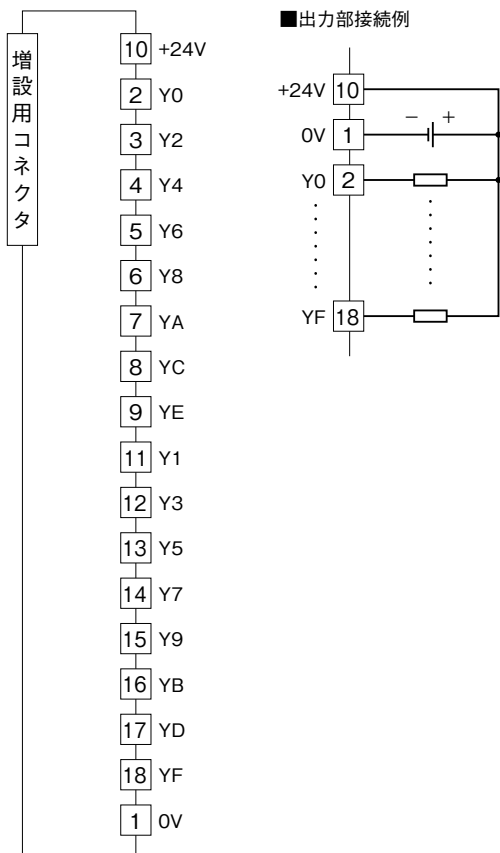 増設用コネクタ
10 +24V
2 Y0
3 Y2
4 Y4
5 Y6
6 Y8
7 YA
8 YC
9 YE
11 Y1
12 Y3
13 Y5
14 Y7
15 Y9
16 YB
17 YD
18 YF
1 0V
■出力部接続例
+24V 10
0V 1 － ＋
Y0 2
YF 18